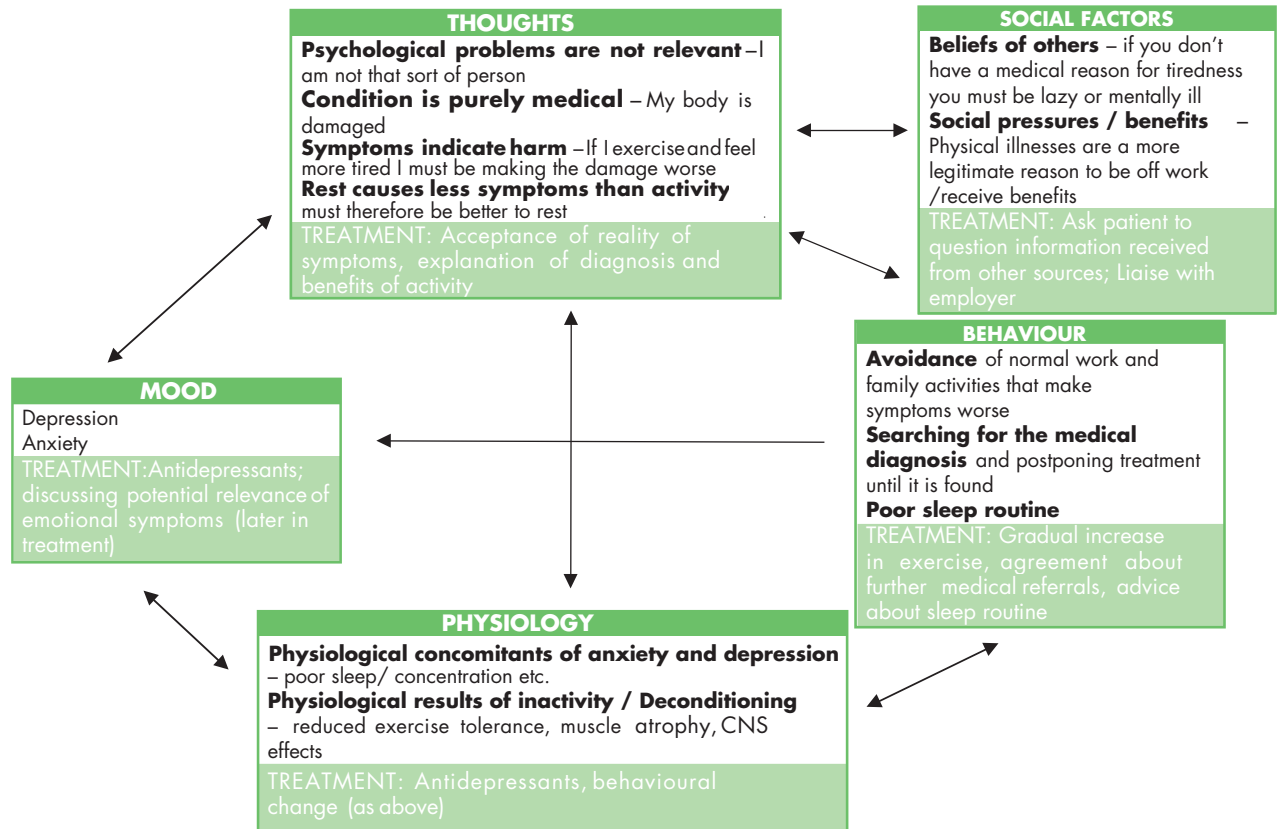 THOUGHTS
Psychological problems are not relevant – I
am not that sort of person
Condition is purely medical – My body is
damaged
Symptoms indicate harm – If I exercise and feel
more tired I must be making the damage worse
Rest causes less symptoms than activity
must therefore be better to rest .
TREATMENT: Acceptance of reality of
symptoms, explanation of diagnosis and
benefits of activity
SOCIAL FACTORS
Beliefs of others – if you don't
have a medical reason for tiredness
you must be lazy or mentally ill
Social pressures / benefits –
Physical illnesses are a more
legitimate reason to be off work
/receive benefits
TREATMENT: Ask patient to
question information received
from other sources; Liaise with
employer
MOOD
Depression
Anxiety
TREATMENT:Antidepressants;
discussing potential relevance of
emotional symptoms (later in
treatment)
BEHAVIOUR
Avoidance of normal work and
family activities that make
symptoms worse
Searching for the medical
diagnosis and postponing treatment
until it is found
Poor sleep routine
TREATMENT: Gradual increase
in exercise, agreement about
further medical referrals, advice
about sleep routine
PHYSIOLOGY
Physiological concomitants of anxiety and depression
– poor sleep/ concentration etc.
Physiological results of inactivity / Deconditioning
– reduced exercise tolerance, muscle atrophy, CNS
effects
TREATMENT: Antidepressants, behavioural
change (as above)